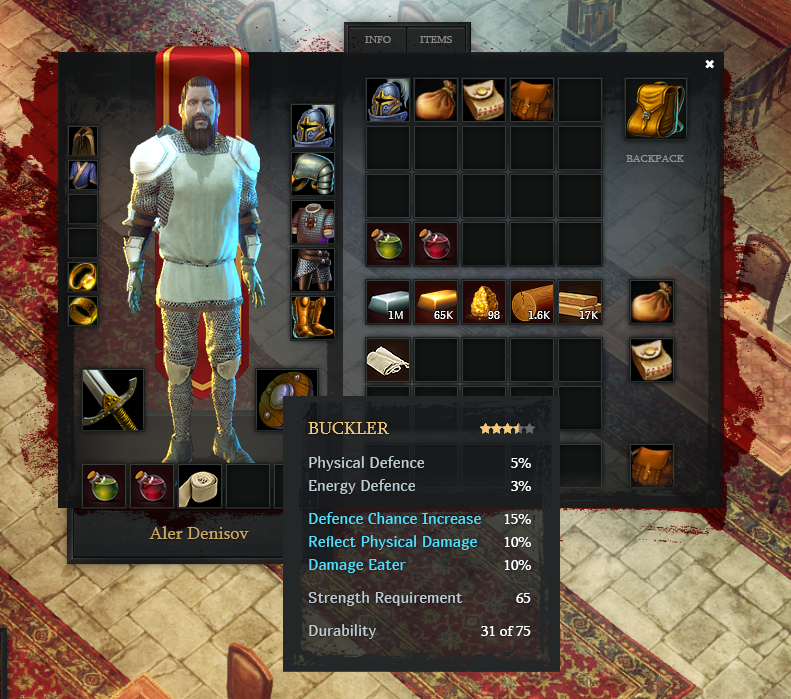 INFO ITEMS
BACKPACK
1M 65K 98 1.6K 17K
BUCKLER
Physical Defence 5%
Energy Defence 3%
Defence Chance Increase 15%
Reflect Physical Damage 10%
Damage Eater 10%
Strength Requirement 65
Durability 31 of 75
Aler Denisov